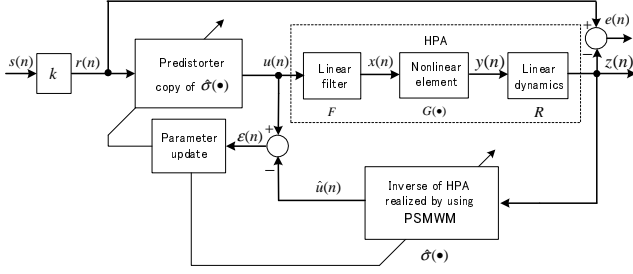 s(n)
k
r(n)
Predistorter
copy of σ̂(•)
u(n)
HPA
Linear
filter
F
x(n)
Nonlinear
element
G(•)
y(n)
Linear
dynamics
R
+
e(n)
−
z(n)
Parameter
update
ε(n)
+
−
û(n)
Inverse of HPA
realized by using
PSMWM
σ̂(•)